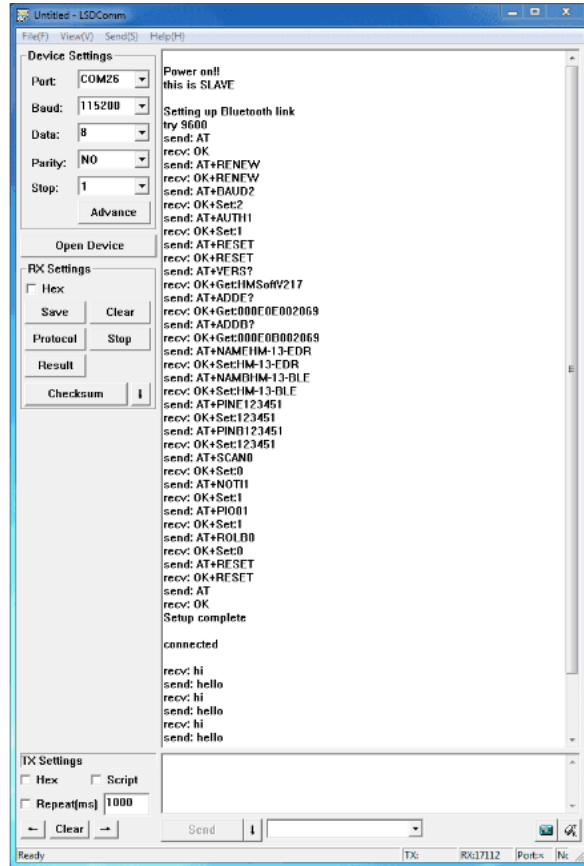 Untitled - LSDComm
File(F) View(V) Send(S) Help(H)
Device Settings
Port: COM26
Baud: 115200
Data: 8
Parity: NO
Stop: 1
Advance
Open Device
RX Settings
Hex
Save Clear
Protocol Stop
Result
Checksum
Power on!!
this is SLAVE
Setting up Bluetooth link
try 9600
send: AT
recv: OK
send: AT+RENEW
recv: OK+RENEW
send: AT+BAUD2
recv: OK+Set:2
send: AT+AUTH1
recv: OK+Set:1
send: AT+RESET
recv: OK+RESET
send: AT+VERS?
recv: OK+Get:HMSoftV217
send: AT+ADDE?
recv: OK+Get:000E0E002069
send: AT+ADDB?
recv: OK+Get:000E0B002069
send: AT+NAMEHM-13-EDR
recv: OK+Set:HM-13-EDR
send: AT+NAMBHM-13-BLE
recv: OK+Set:HM-13-BLE
send: AT+PINE123451
recv: OK+Set:123451
send: AT+PINB123451
recv: OK+Set:123451
send: AT+SCAN0
recv: OK+Set:0
send: AT+NOTI1
recv: OK+Set:1
send: AT+PIO01
recv: OK+Set:1
send: AT+ROLB0
recv: OK+Set:0
send: AT+RESET
recv: OK+RESET
send: AT
recv: OK
Setup complete
connected
recv: hi
send: hello
recv: hi
send: hello
recv: hi
send: hello
TX Settings
Hex Script
Repeat(ms) 1000
Clear
Send
Ready TX: RX:17112